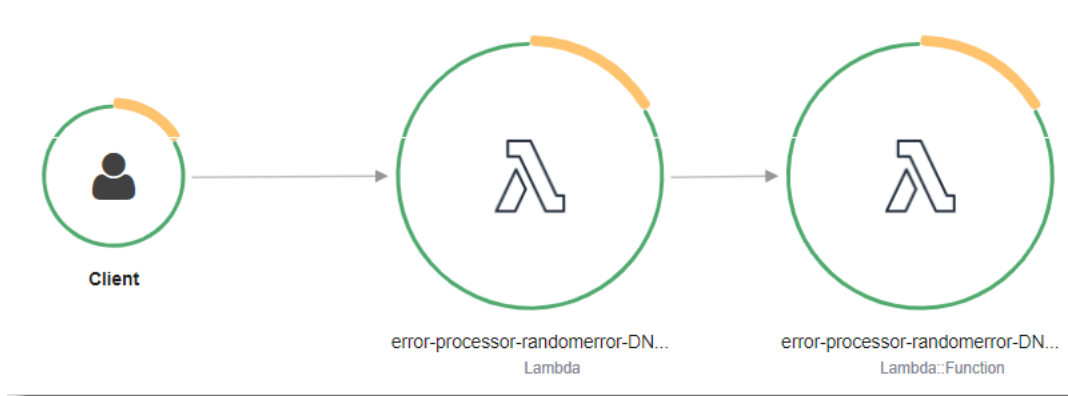 Client
error-processor-randomerror-DN...
Lambda
error-processor-randomerror-DN...
Lambda::Function